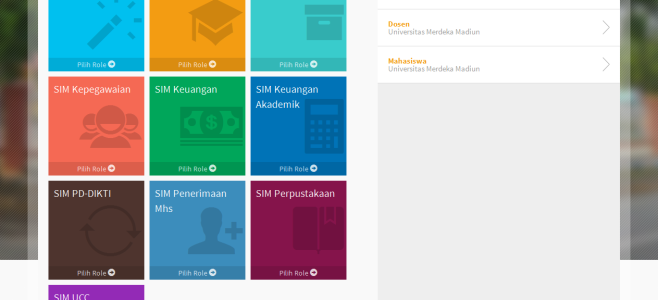 Pilih Role
Pilih Role
Pilih Role
SIM Kepegawaian
Pilih Role
SIM Keuangan
Pilih Role
SIM Keuangan
Akademik
Pilih Role
SIM PD-DIKTI
Pilih Role
SIM Penerimaan
Mhs
Pilih Role
SIM Perpustakaan
Pilih Role
SIM UCC
Dosen
Universitas Merdeka Madiun
Mahasiswa
Universitas Merdeka Madiun